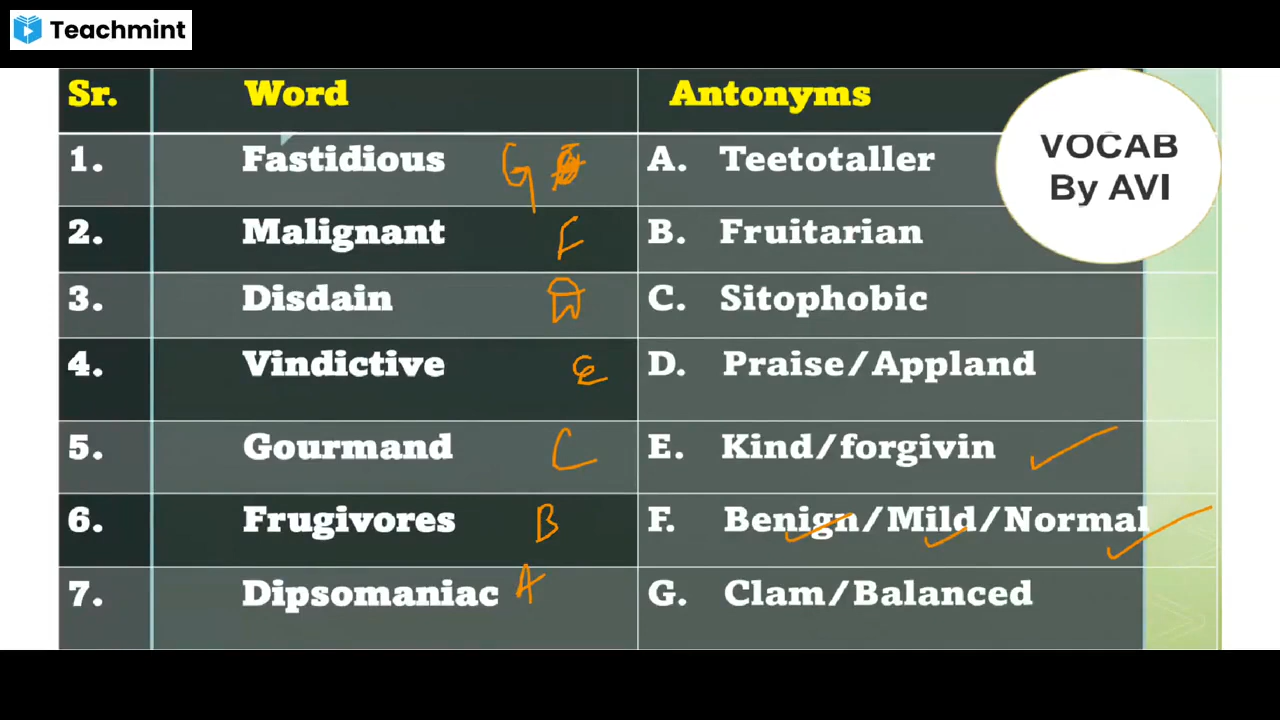 Teachmint
Sr. Word Antonyms
VOCAB
By AVI
1. Fastidious G A. Teetotaller
2. Malignant F B. Fruitarian
3. Disdain C. Sitophobic
4. Vindictive E D. Praise/Appland
5. Gourmand C E. Kind/forgivin
6. Frugivores B F. Benign/Mild/Normal
7. Dipsomaniac A G. Clam/Balanced